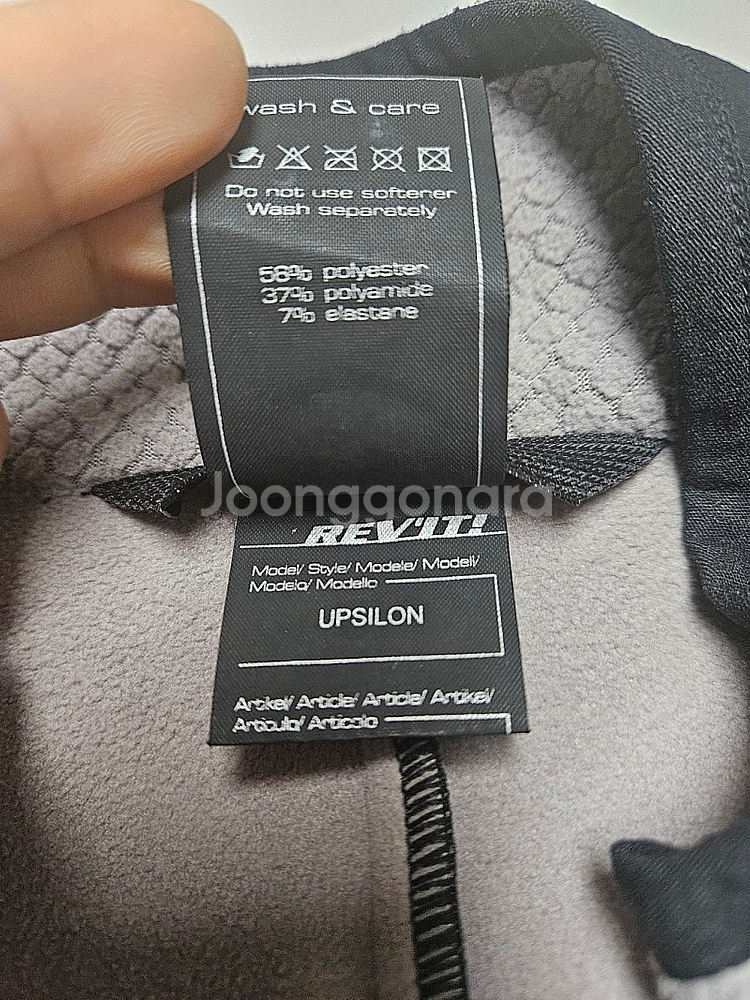 wash & care
Do not use softener
Wash separately
56% polyester
37% polyamide
7% elastane
Joonggonara
REV'IT!
Model/ Style/ Modele/ Modell/
Modelo/ Modello
UPSILON
Artikel/ Article/ Article/ Artikel/
Articulo/ Articolo